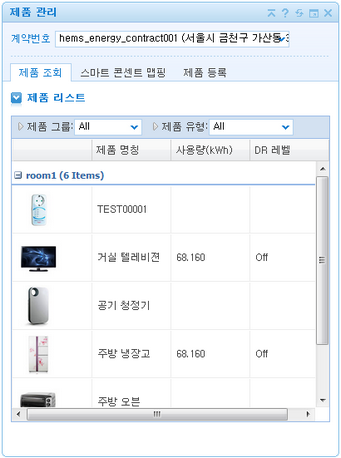 제품 관리
계약번호 hems_energy_contract001 (서울시 금천구 가산동
제품 조회 스마트 콘센트 맵핑 제품 등록
제품 리스트
제품 그룹: All 제품 유형: All
제품 명칭 사용량(kWh) DR 레벨
room1 (6 Items)
TEST00001
거실 텔레비젼 68.160 Off
공기 청정기
주방 냉장고 68.160 Off
주방 오븐